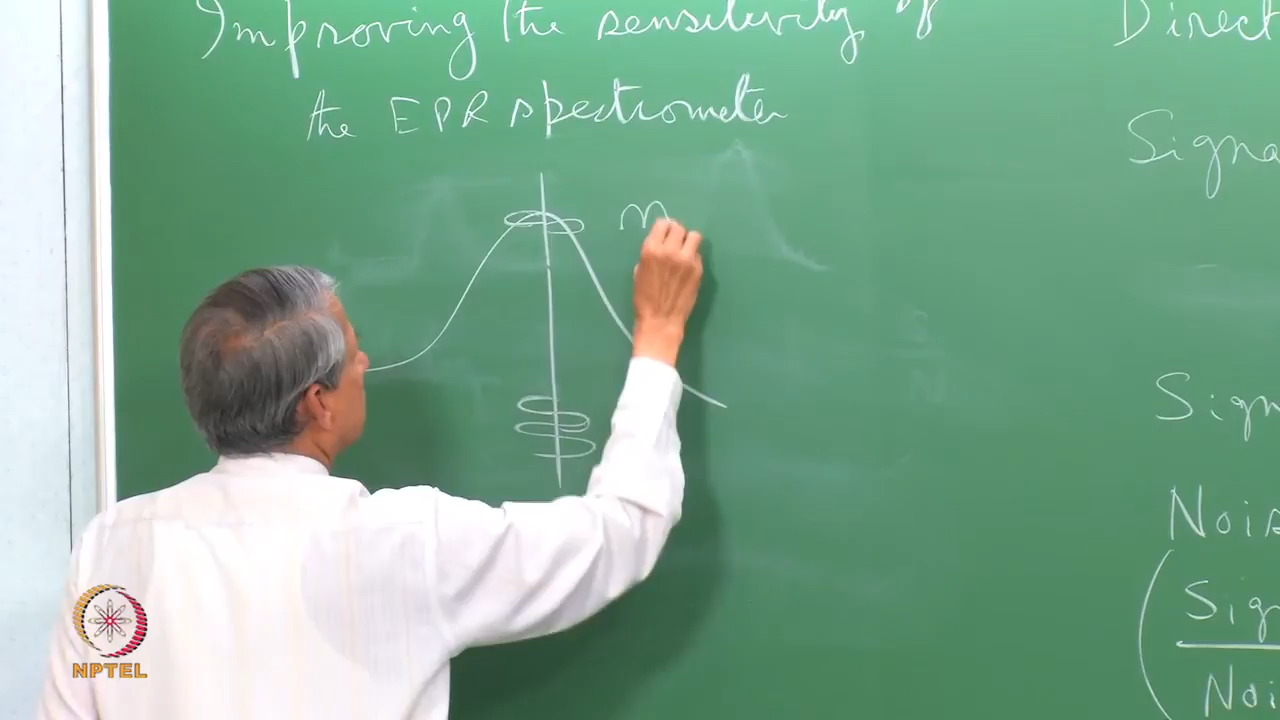 Improving the sensitivity of
the EPR spectrometer
m
Direct
Signa
Sign
Nois
Sig
Noi
NPTEL